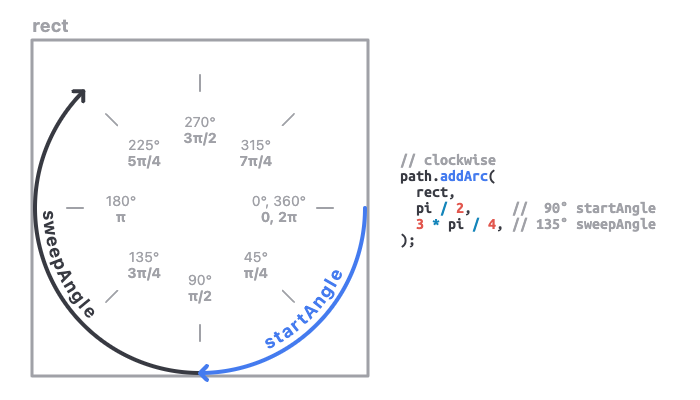 rect
270°
3π/2
225°
5π/4
315°
7π/4
180°
π
0°, 360°
0, 2π
135°
3π/4
45°
π/4
90°
π/2
sweepAngle
startAngle
// clockwise
path.addArc(
  rect,
  pi / 2,     //  90° startAngle
  3 * pi / 4, // 135° sweepAngle
);